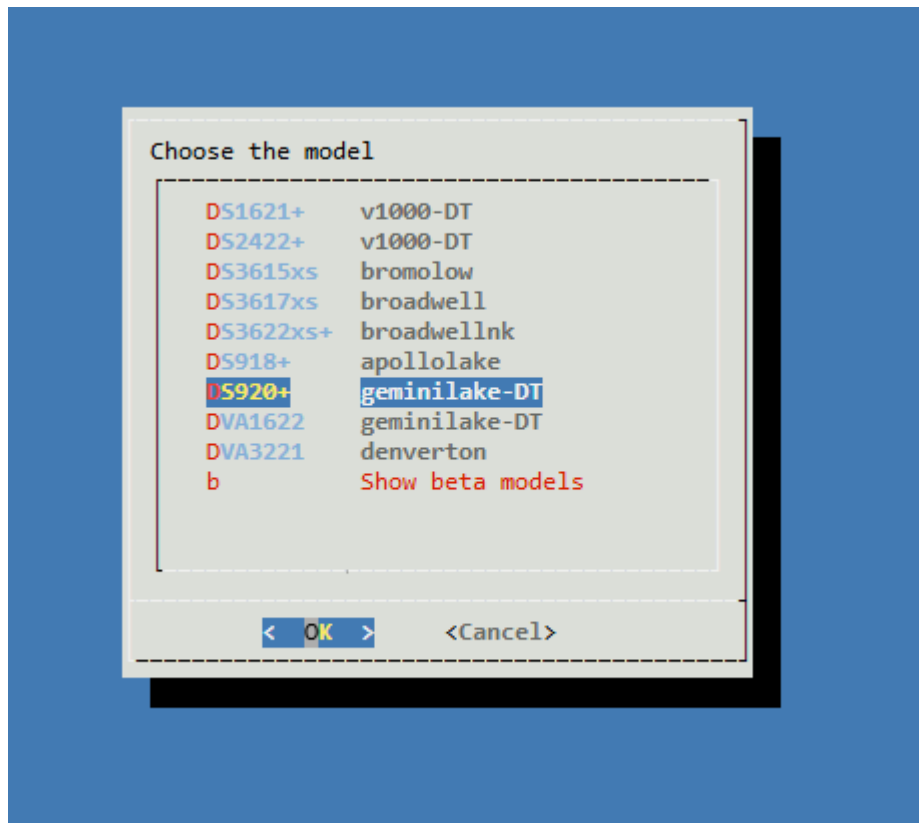 Choose the model
DS1621+ v1000-DT
DS2422+ v1000-DT
DS3615xs bromolow
DS3617xs broadwell
DS3622xs+ broadwellnk
DS918+ apollolake
DS920+ geminilake-DT
DVA1622 geminilake-DT
DVA3221 denverton
b Show beta models
< OK > <Cancel>